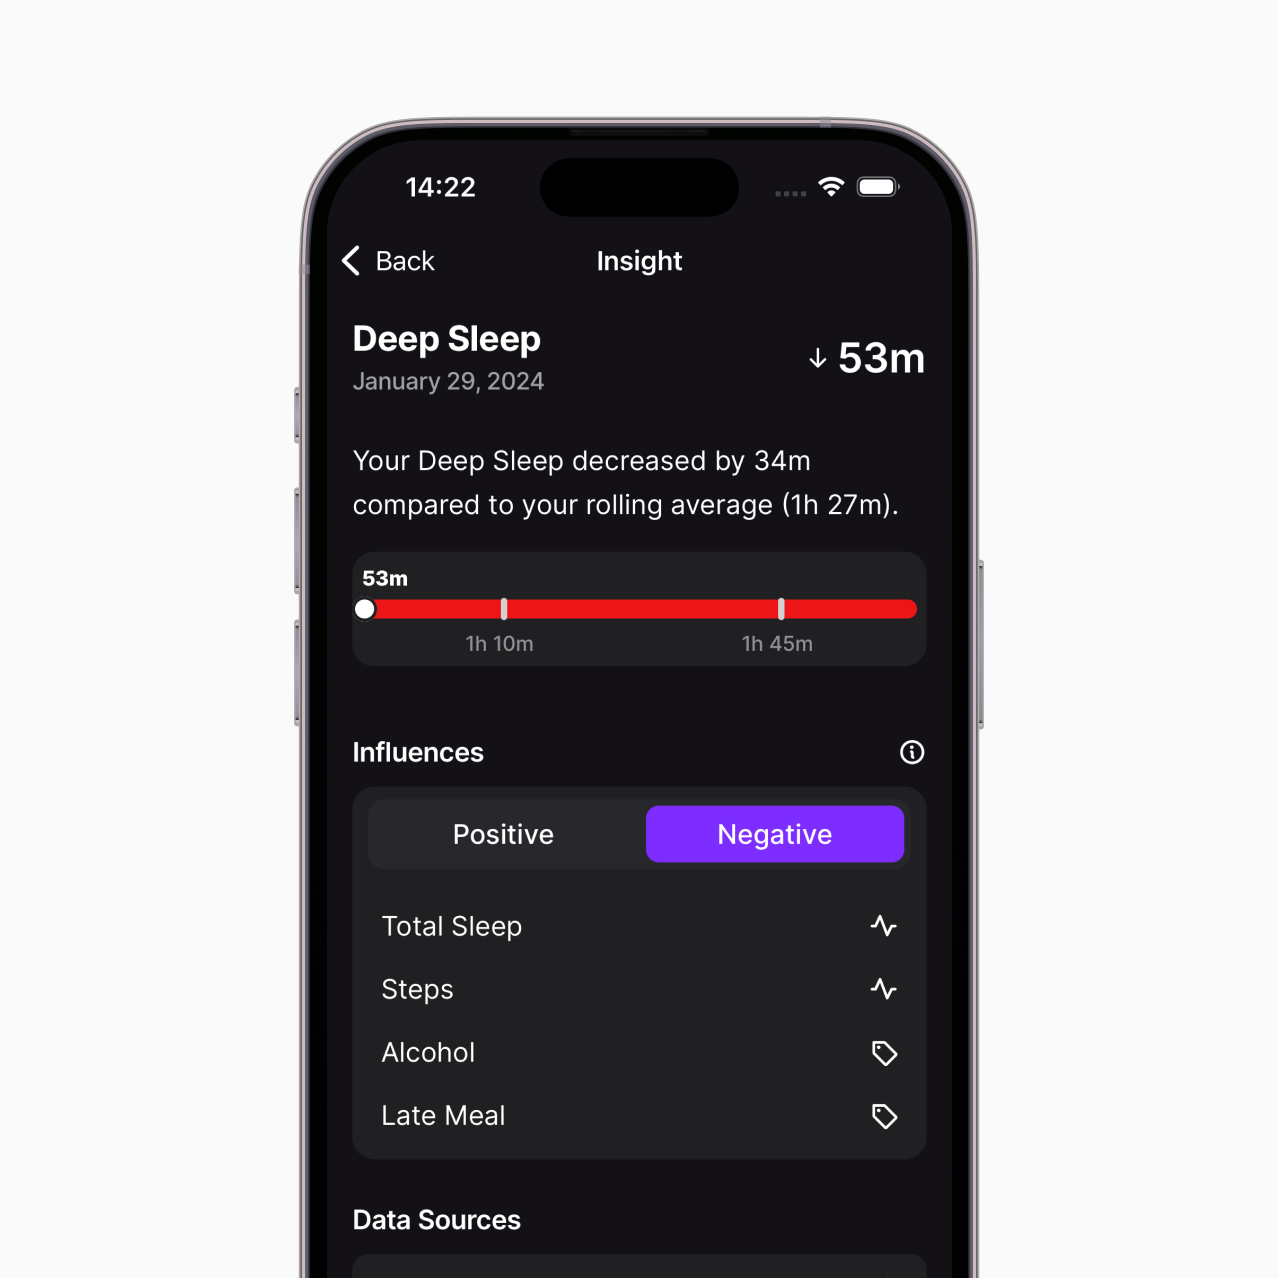 14:22
Back
Insight
Deep Sleep
53m
January 29, 2024
Your Deep Sleep decreased by 34m
compared to your rolling average (1h 27m).
53m
1h 10m
1h 45m
Influences
Positive
Negative
Total Sleep
Steps
Alcohol
Late Meal
Data Sources